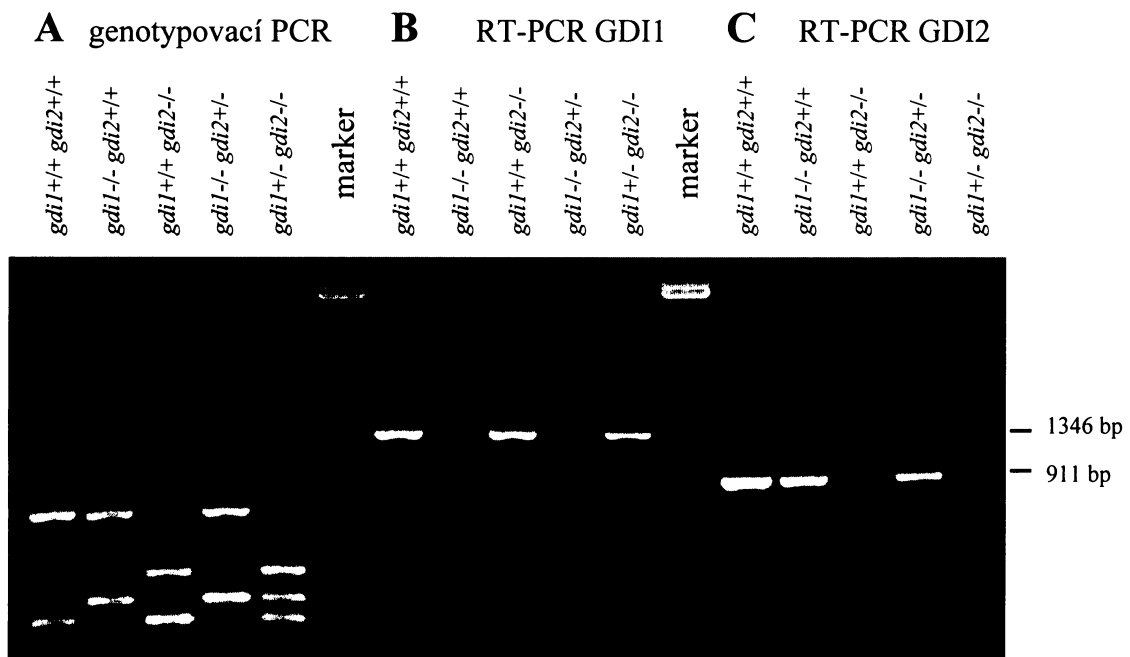 A genotypovací PCR
B RT-PCR GDI1
C RT-PCR GDI2
gdi1+/+ gdi2+/+
gdi1-/- gdi2+/+
gdi1+/+ gdi2-/-
gdi1-/- gdi2+/-
gdi1+/- gdi2-/-
marker
gdi1+/+ gdi2+/+
gdi1-/- gdi2+/+
gdi1+/+ gdi2-/-
gdi1-/- gdi2+/-
gdi1+/- gdi2-/-
marker
gdi1+/+ gdi2+/+
gdi1-/- gdi2+/+
gdi1+/+ gdi2-/-
gdi1-/- gdi2+/-
gdi1+/- gdi2-/-
1346 bp
911 bp